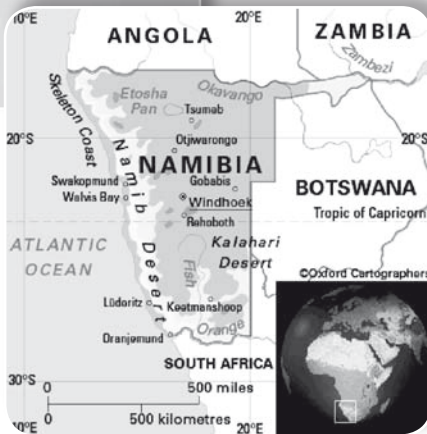 10°E
20°E
ANGOLA
ZAMBIA
Zambezi
Okavango
Etosha
Pan
Tsumeb
Skeleton Coast
Otjiwarongo
20°S
20°S
NAMIBIA
Namib Desert
Gobabis
Swakopmund
Walvis Bay
Windhoek
BOTSWANA
Rehoboth
Tropic of Capricorn
ATLANTIC
OCEAN
Kalahari
Desert
©Oxford Cartographers
Fish
Lüderitz
Keetmanshoop
Oranjemund
Orange
SOUTH AFRICA
30°S
0
500 miles
0
500 kilometres
10°E
20°E